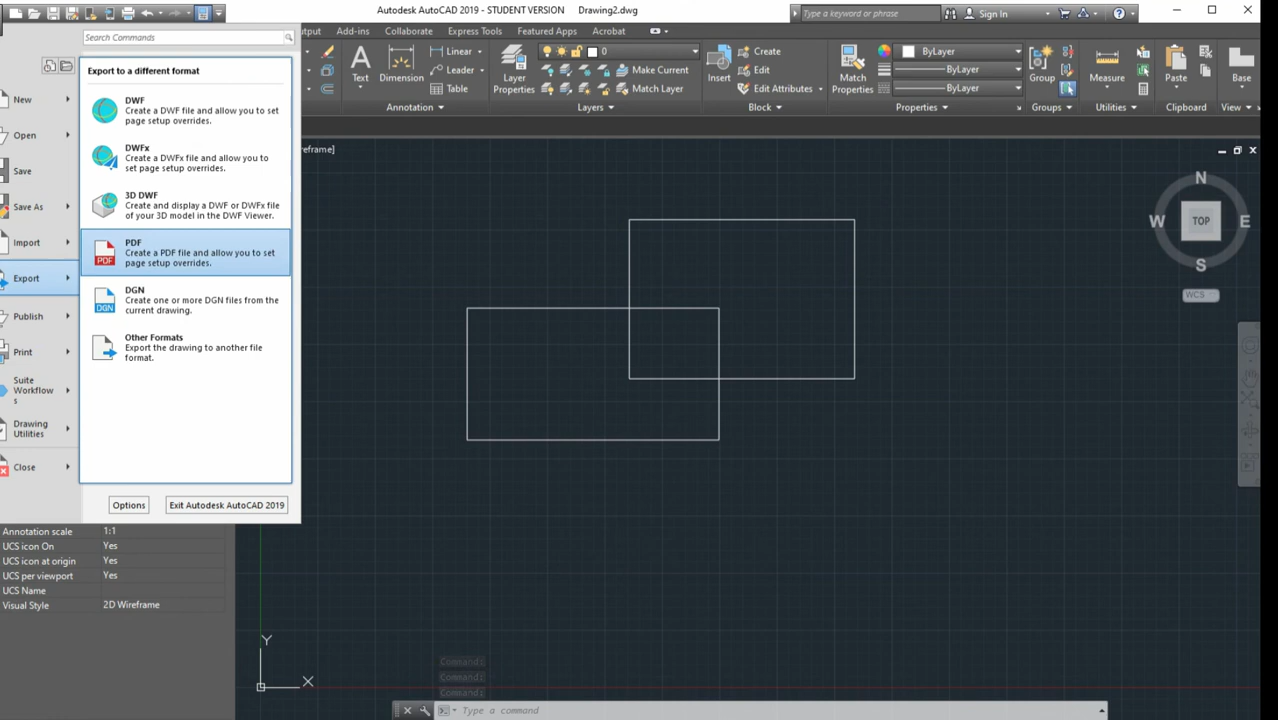 Autodesk AutoCAD 2019 - STUDENT VERSION Drawing2.dwg
Type a keyword or phrase
Sign In
Search Commands
Add-ins
Collaborate
Express Tools
Featured Apps
Acrobat
Text
Dimension
Linear
Leader
Table
Annotation
Layer
Properties
0
Make Current
Match Layer
Layers
Insert
Create
Edit
Edit Attributes
Block
Match
Properties
ByLayer
ByLayer
ByLayer
Properties
Group
Groups
Measure
Utilities
Paste
Clipboard
Base
View
New
Open
Save
Save As
Import
Export
Publish
Print
Suite
Workflow
s
Drawing
Utilities
Close
Export to a different format
DWF
Create a DWF file and allow you to set
page setup overrides.
DWFx
Create a DWFx file and allow you to
set page setup overrides.
3D DWF
Create and display a DWF or DWFx file
of your 3D model in the DWF Viewer.
PDF
PDF
Create a PDF file and allow you to set
page setup overrides.
DGN
DGN
Create one or more DGN files from the
current drawing.
Other Formats
Export the drawing to another file
format.
Options
Exit Autodesk AutoCAD 2019
N
W
TOP
E
S
WCS
Annotation scale 1:1
UCS icon On Yes
UCS icon at origin Yes
UCS per viewport Yes
UCS Name
Visual Style 2D Wireframe
Y
X
Command:
Command:
Command:
Type a command